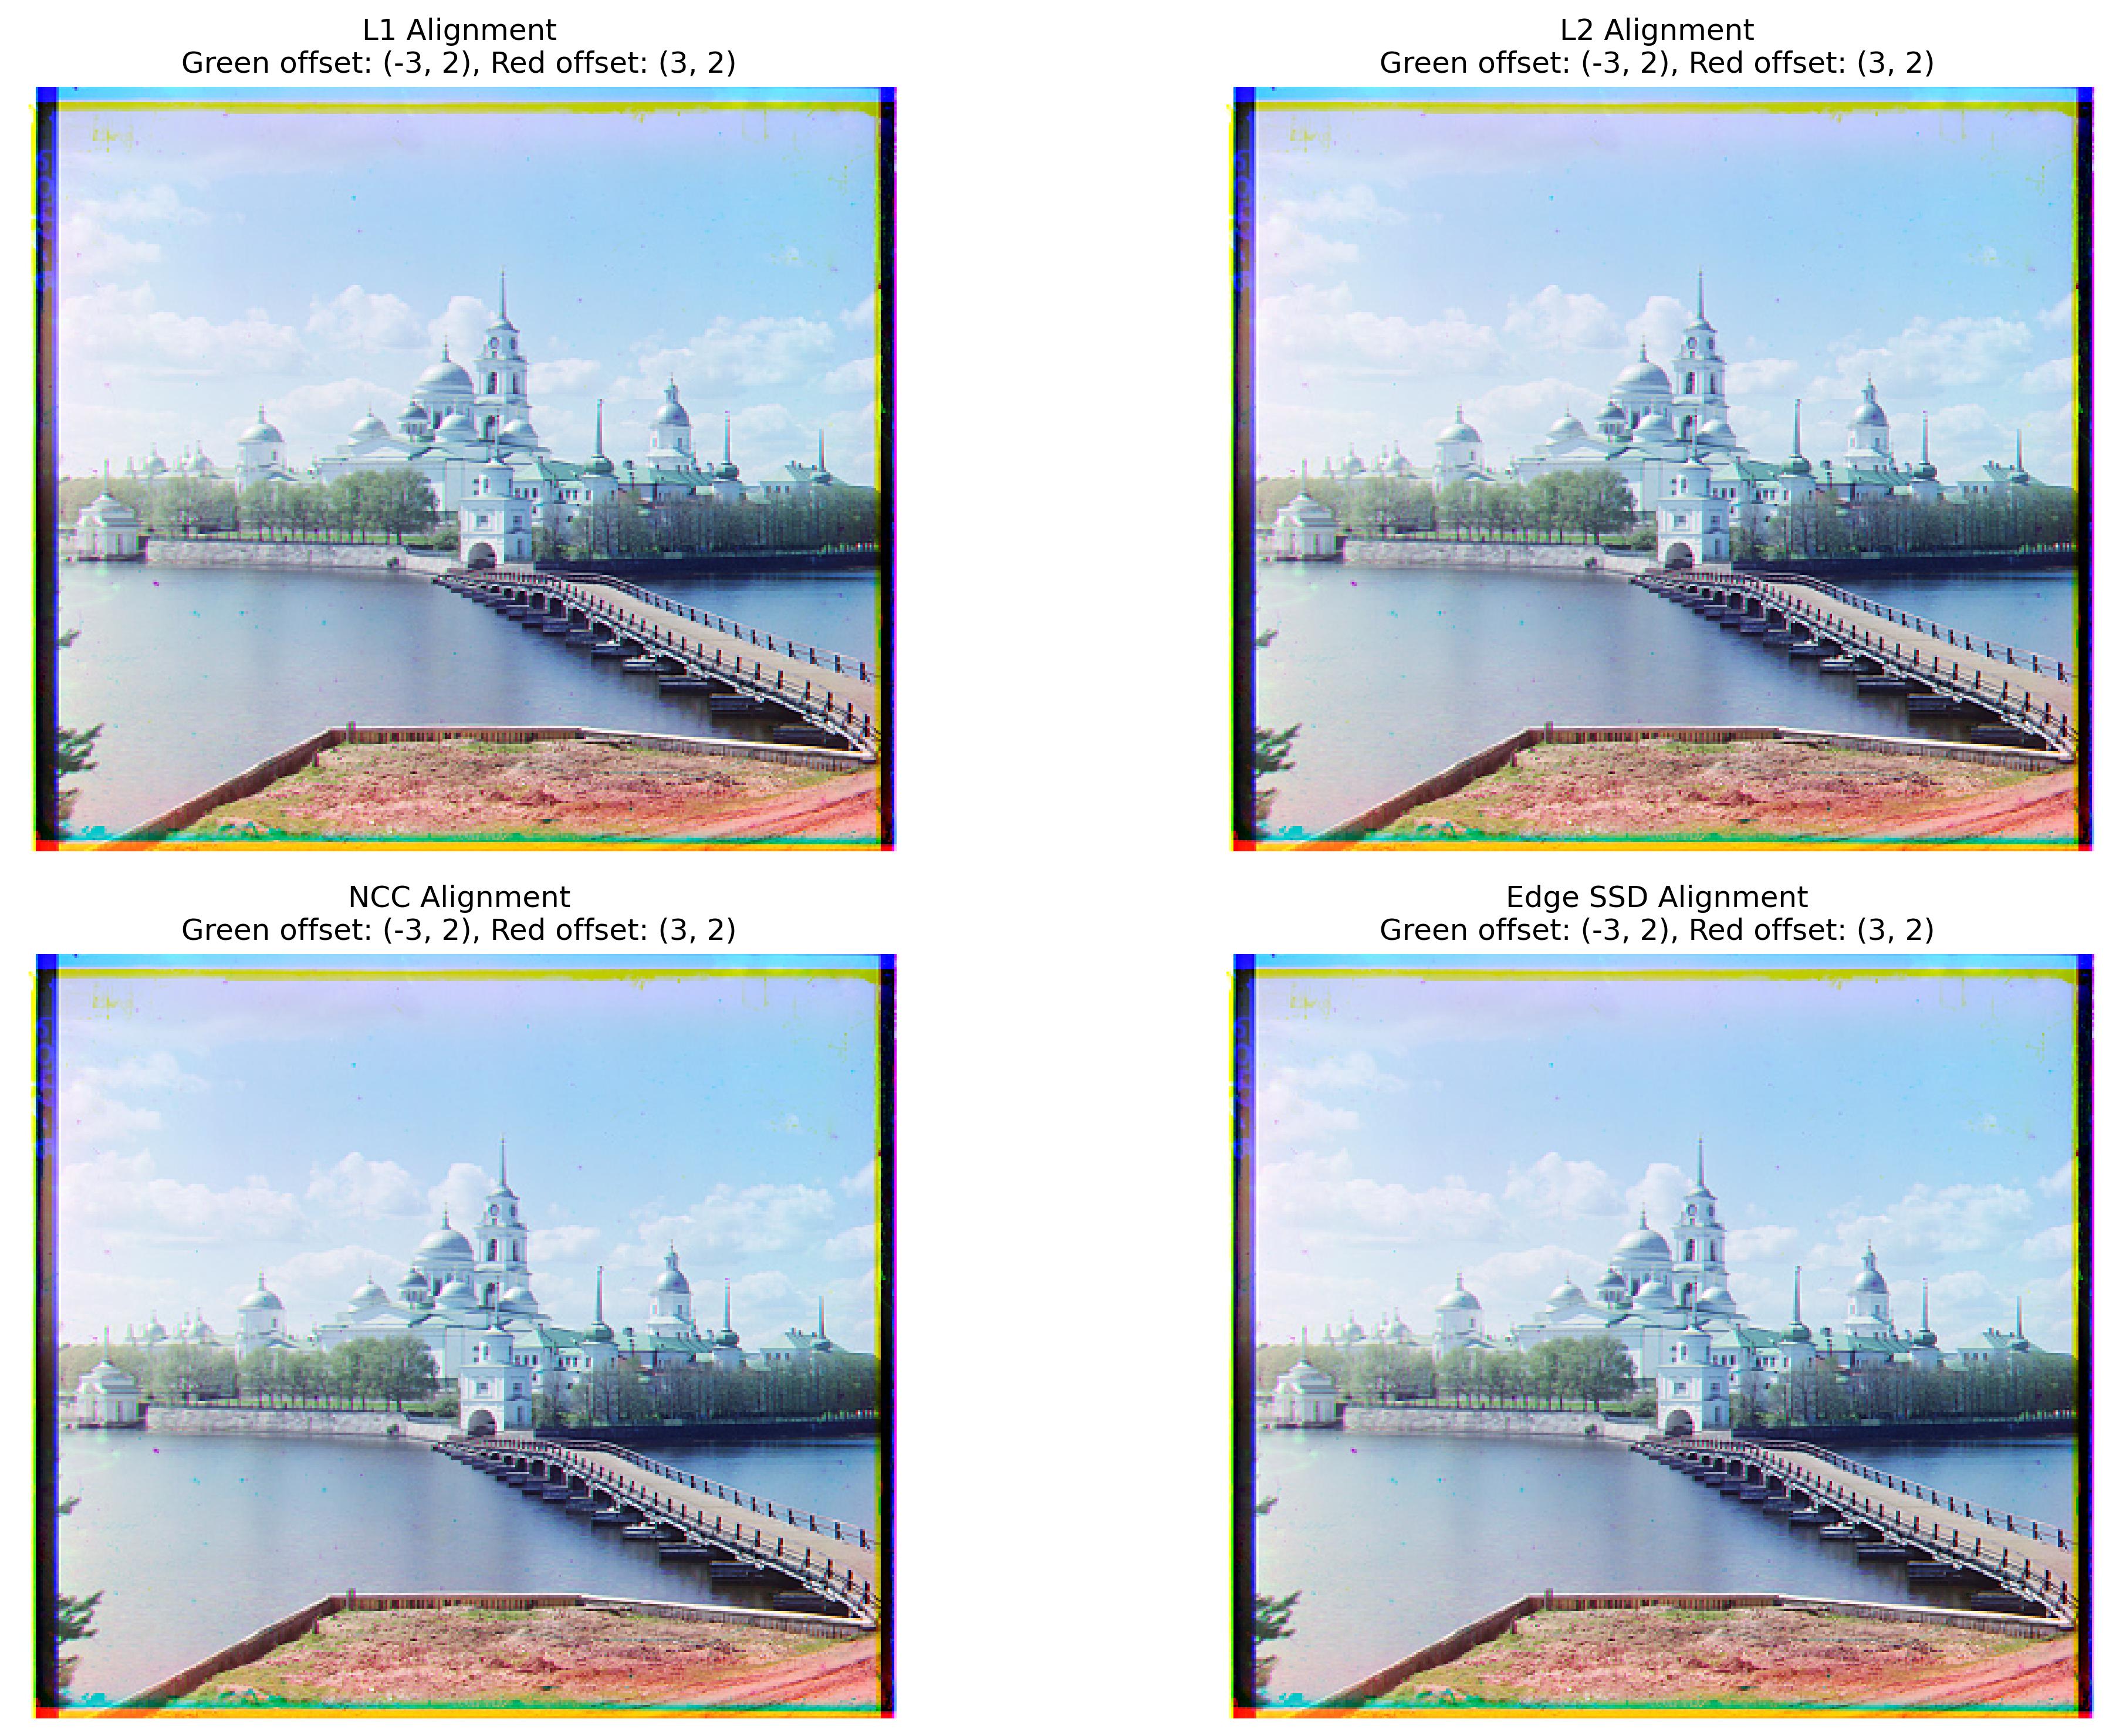 L1 Alignment
Green offset: (-3, 2), Red offset: (3, 2)
L2 Alignment
Green offset: (-3, 2), Red offset: (3, 2)
NCC Alignment
Green offset: (-3, 2), Red offset: (3, 2)
Edge SSD Alignment
Green offset: (-3, 2), Red offset: (3, 2)